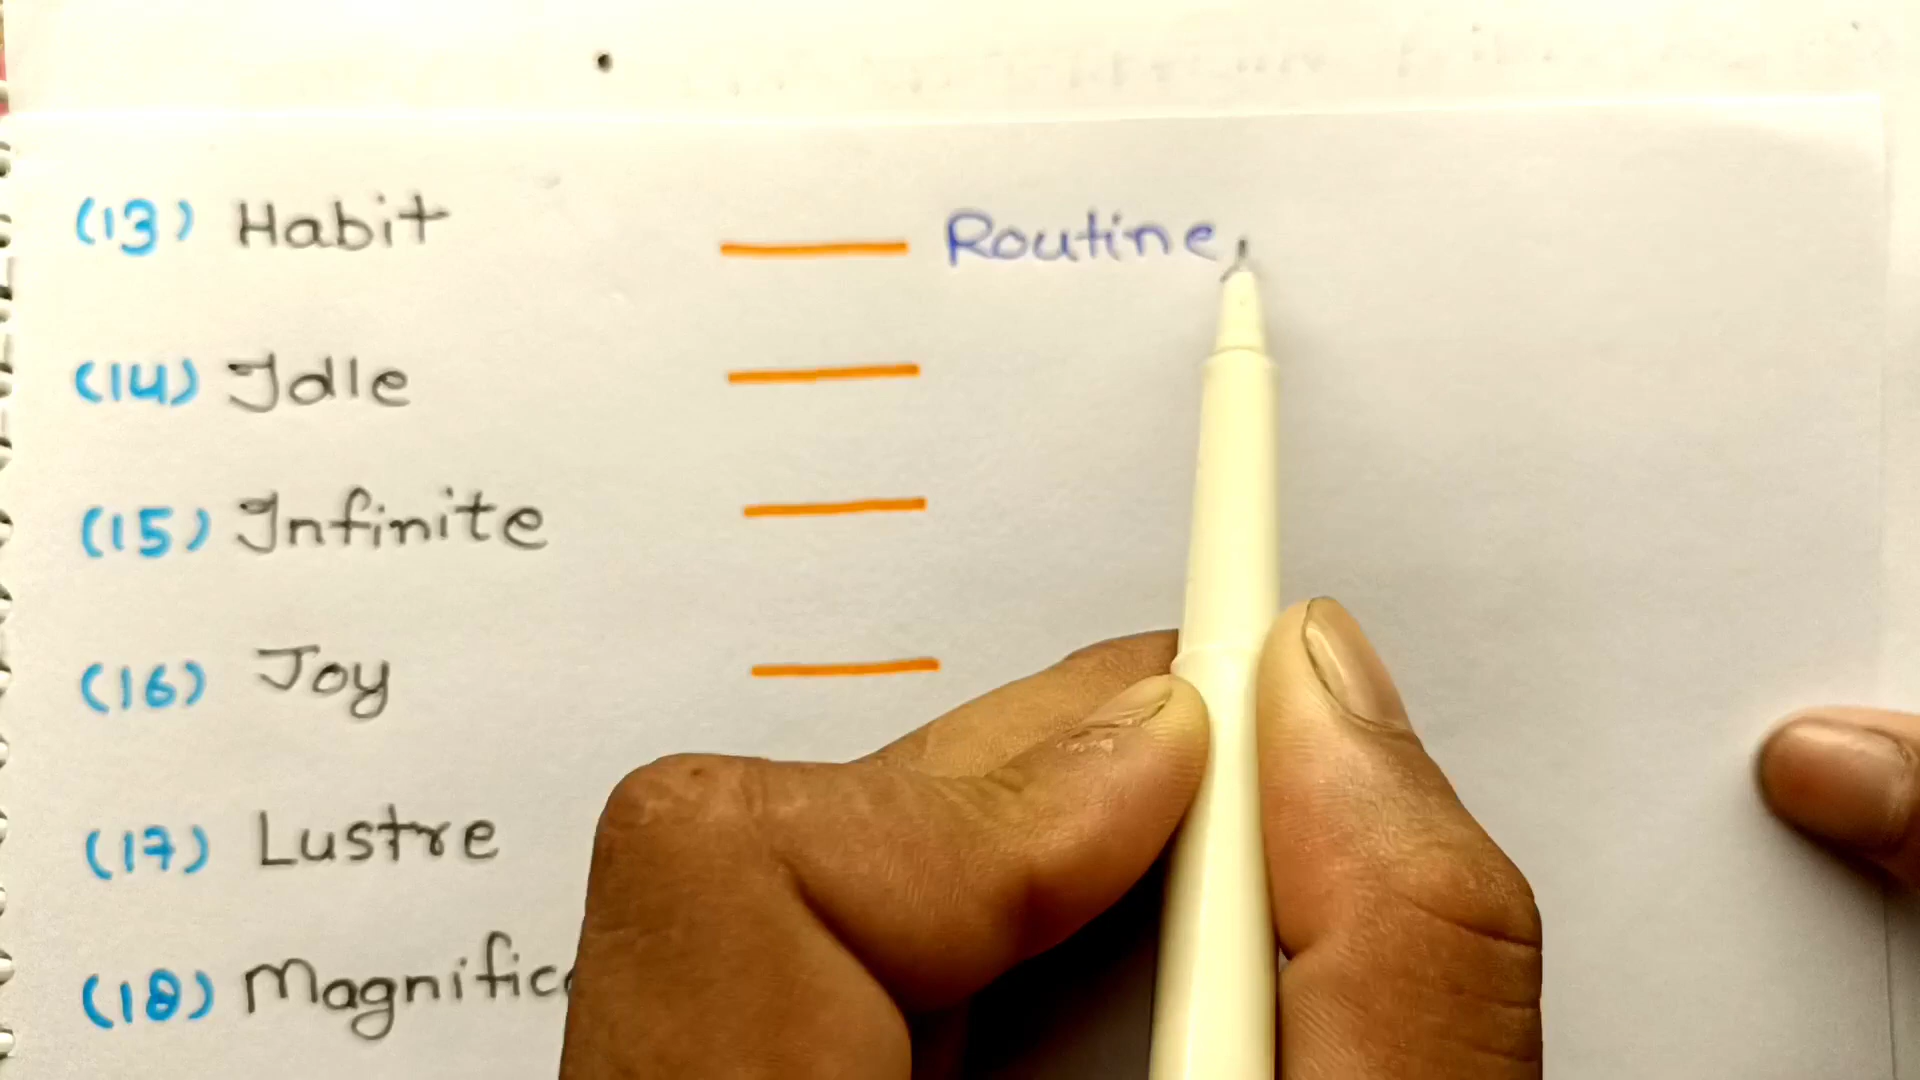 (13) Habit — Routine,
(14) Idle —
(15) Infinite —
(16) Joy —
(17) Lustre
(18) Magnific